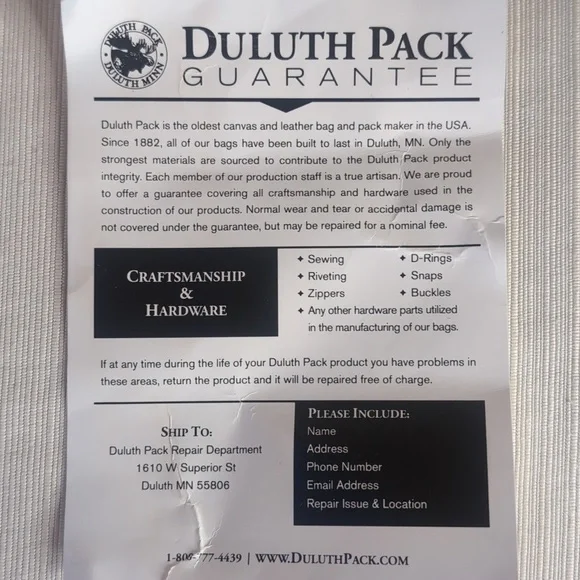 DULUTH PACK
DULUTH MINN
DULUTH PACK
GUARANTEE
Duluth Pack is the oldest canvas and leather bag and pack maker in the USA.
Since 1882, all of our bags have been built to last in Duluth, MN. Only the
strongest materials are sourced to contribute to the Duluth Pack product
integrity. Each member of our production staff is a true artisan. We are proud
to offer a guarantee covering all craftsmanship and hardware used in the
construction of our products. Normal wear and tear or accidental damage is
not covered under the guarantee, but may be repaired for a nominal fee.
CRAFTSMANSHIP
&
HARDWARE
✦ Sewing
✦ Riveting
✦ Zippers
✦ D-Rings
✦ Snaps
✦ Buckles
✦ Any other hardware parts utilized
in the manufacturing of our bags.
If at any time during the life of your Duluth Pack product you have problems in
these areas, return the product and it will be repaired free of charge.
SHIP TO:
Duluth Pack Repair Department
1610 W Superior St
Duluth MN 55806
PLEASE INCLUDE:
Name
Address
Phone Number
Email Address
Repair Issue & Location
| WWW.DULUTHPACK.COM